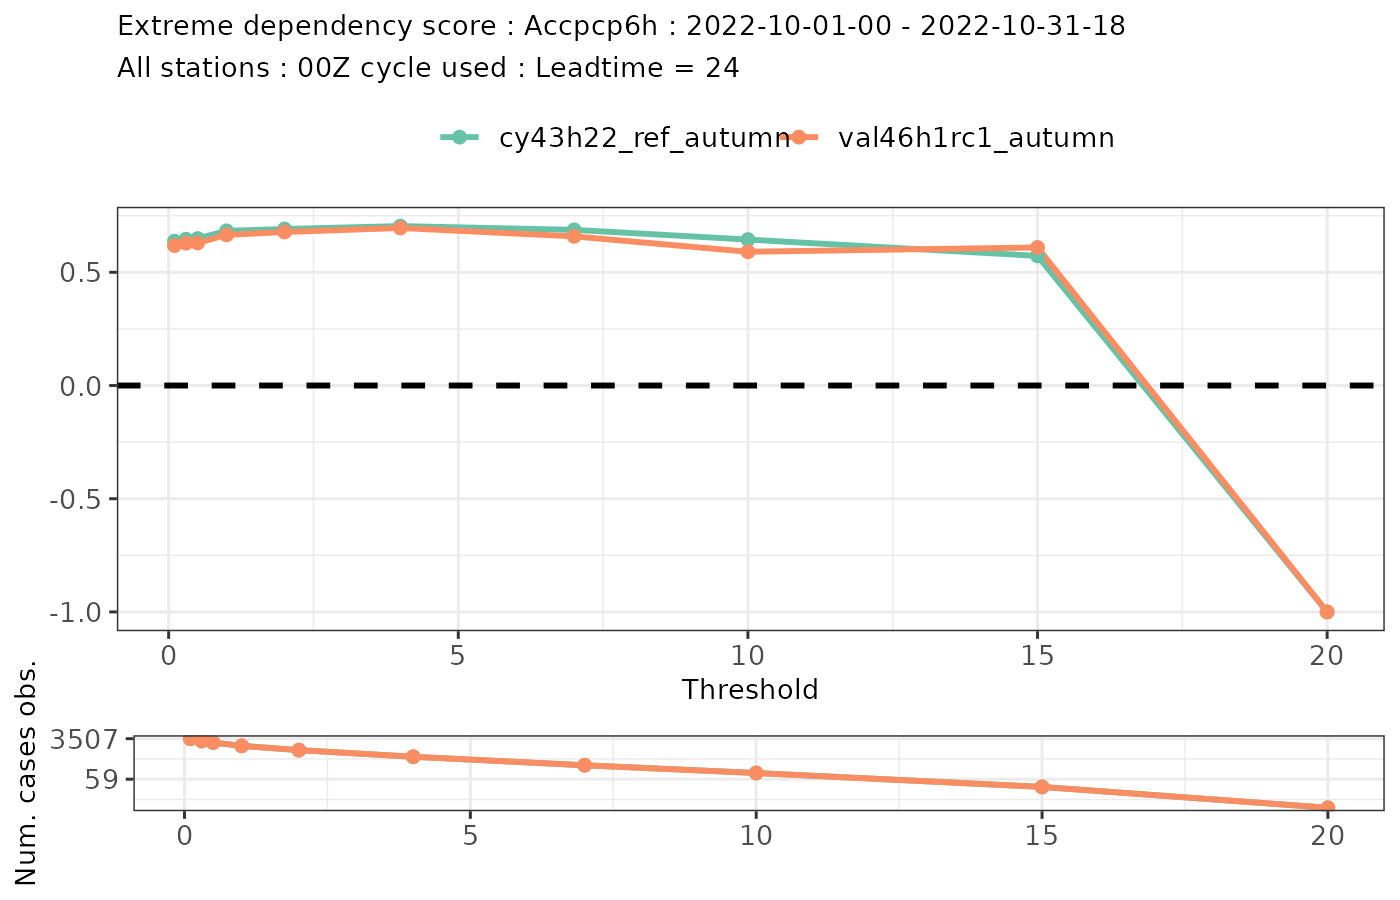 Extreme dependency score : Accpcp6h : 2022-10-01-00 - 2022-10-31-18
All stations : 00Z cycle used : Leadtime = 24
cy43h22_ref_autumn val46h1rc1_autumn
0.5
0.0
-0.5
-1.0
0 5 10 15 20
Threshold
Num. cases obs.
3507
59
0 5 10 15 20